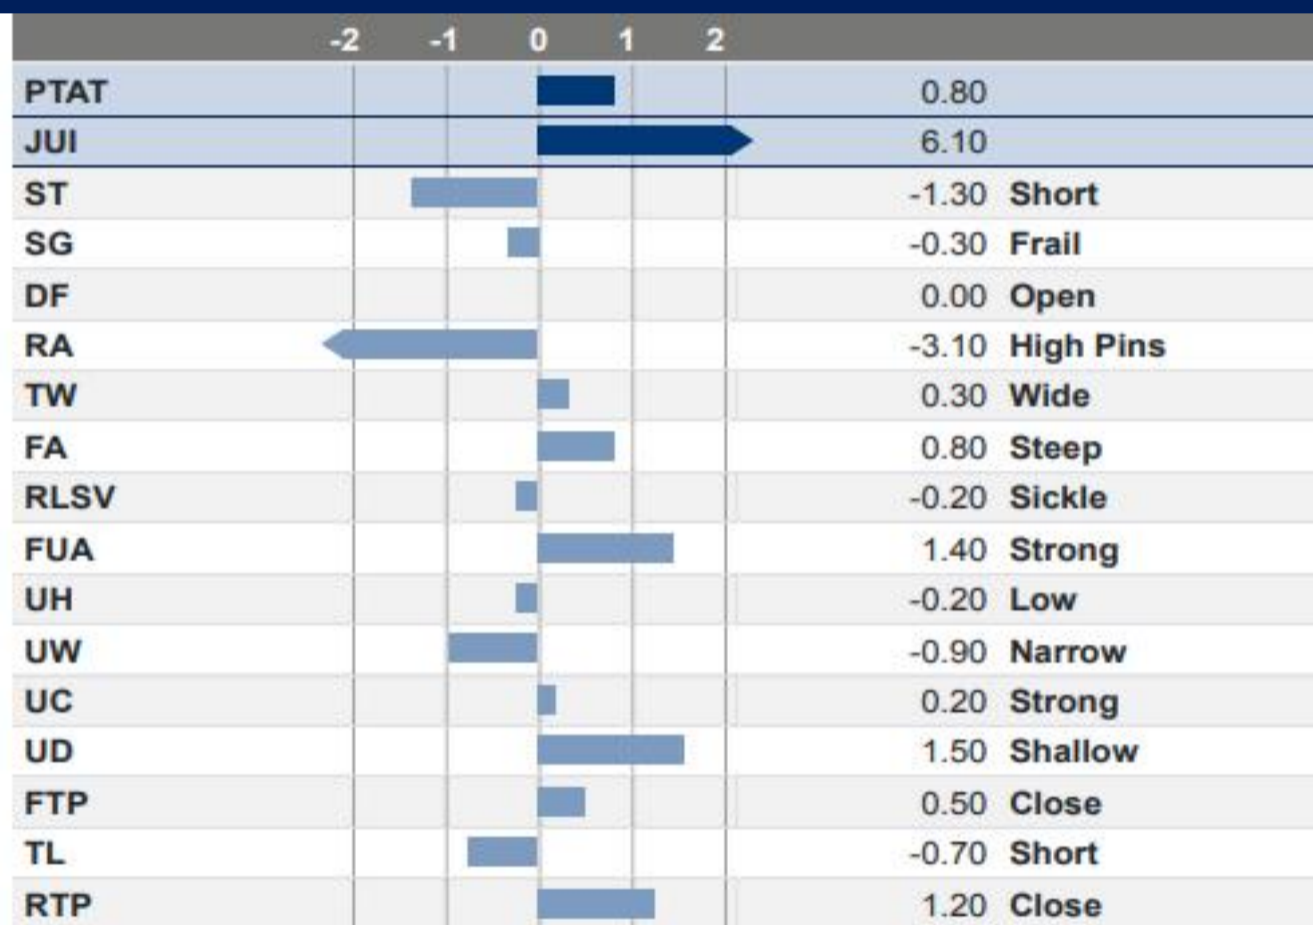 -2 -1 0 1 2
PTAT 0.80
JUI 6.10
ST -1.30 Short
SG -0.30 Frail
DF 0.00 Open
RA -3.10 High Pins
TW 0.30 Wide
FA 0.80 Steep
RLSV -0.20 Sickle
FUA 1.40 Strong
UH -0.20 Low
UW -0.90 Narrow
UC 0.20 Strong
UD 1.50 Shallow
FTP 0.50 Close
TL -0.70 Short
RTP 1.20 Close